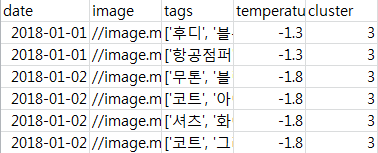 date image tags temperatu cluster
2018-01-01 //image.m ['후디', '블 -1.3 3
2018-01-01 //image.m ['항공점퍼 -1.3 3
2018-01-02 //image.m ['무톤', '블 -1.8 3
2018-01-02 //image.m ['코트', '아 -1.8 3
2018-01-02 //image.m ['셔츠', '화 -1.8 3
2018-01-02 //image.m ['코트', '그 -1.8 3